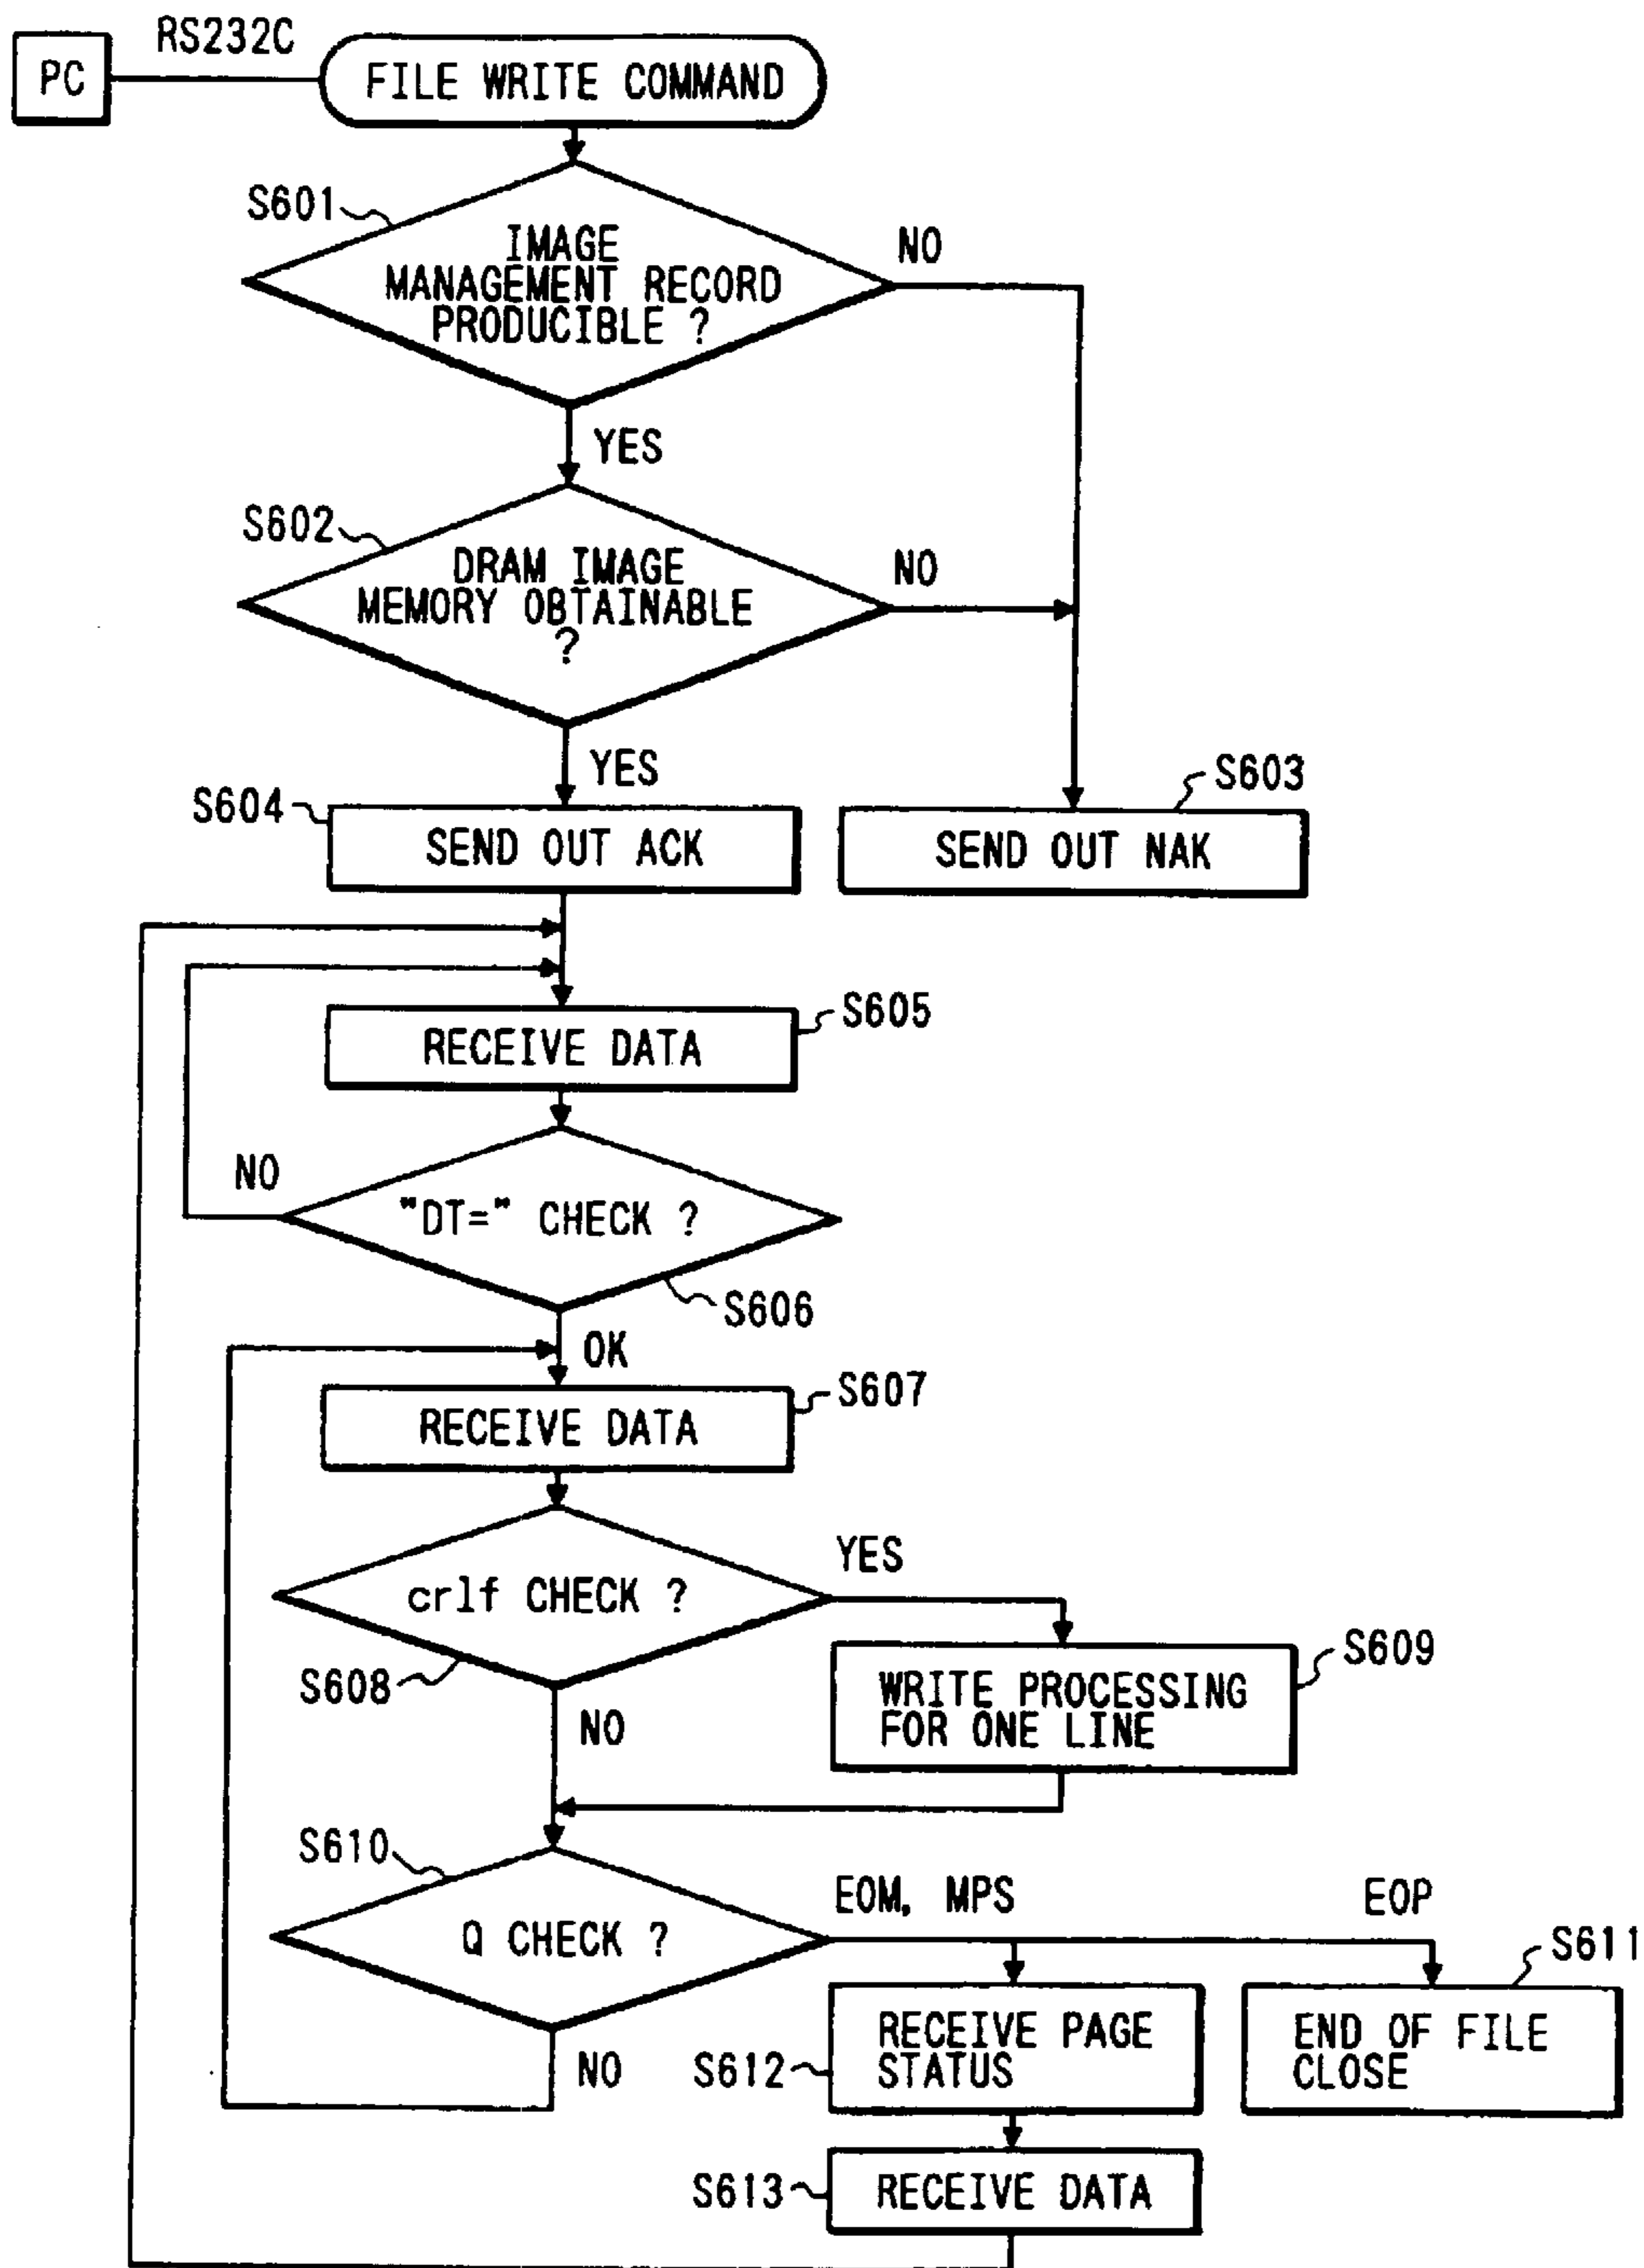 RS232C
PC
FILE WRITE COMMAND
S601
IMAGE
MANAGEMENT RECORD
PRODUCIBLE ?
NO
YES
S602
DRAM IMAGE
MEMORY OBTAINABLE
?
NO
YES
S603
S604
SEND OUT ACK
SEND OUT NAK
S605
RECEIVE DATA
NO
"DT=" CHECK ?
S606
OK
S607
RECEIVE DATA
YES
crlf CHECK ?
S608
S609
WRITE PROCESSING
FOR ONE LINE
NO
S610
EOM, MPS
EOP
Q CHECK ?
S611
RECEIVE PAGE
STATUS
END OF FILE
CLOSE
S612
NO
S613
RECEIVE DATA